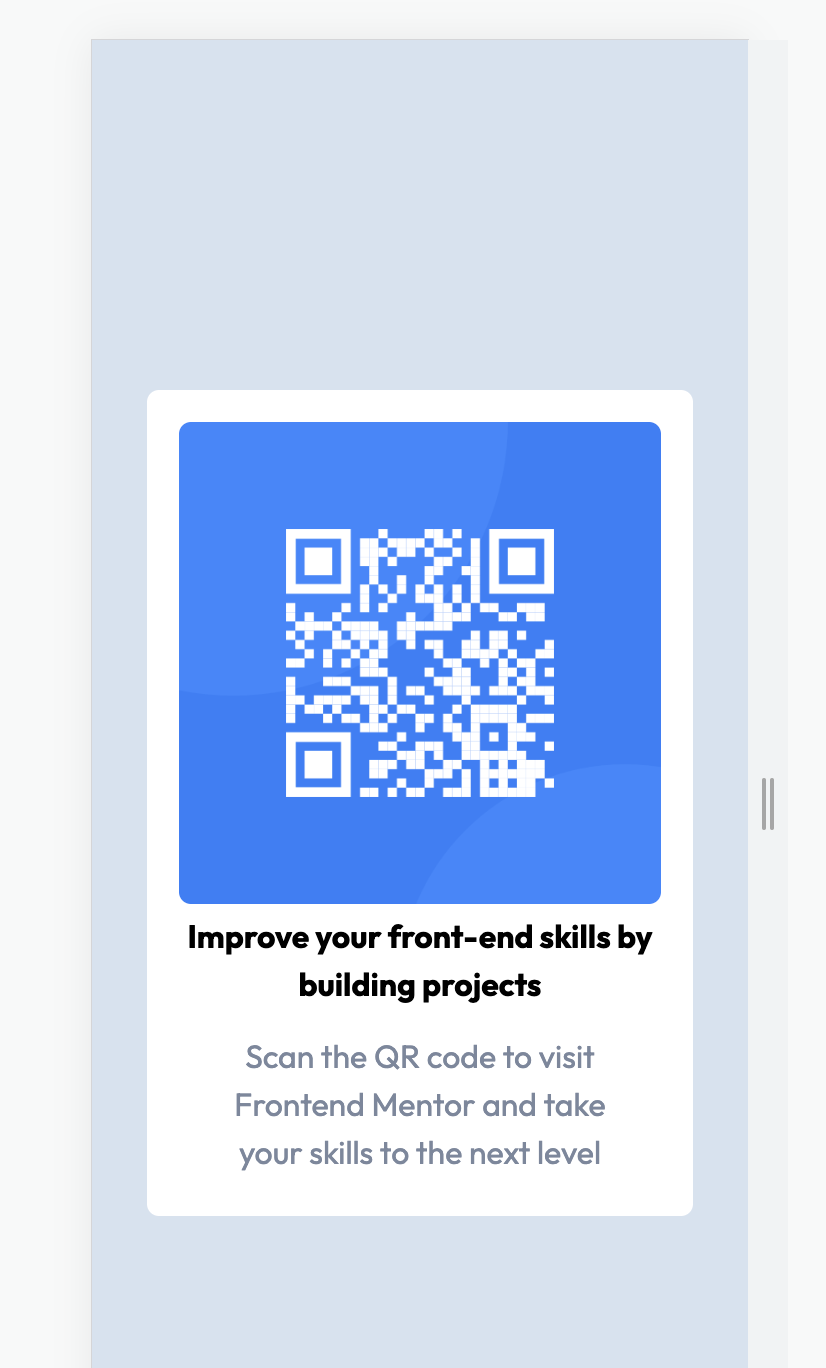 Improve your front-end skills by
building projects
Scan the QR code to visit
Frontend Mentor and take
your skills to the next level